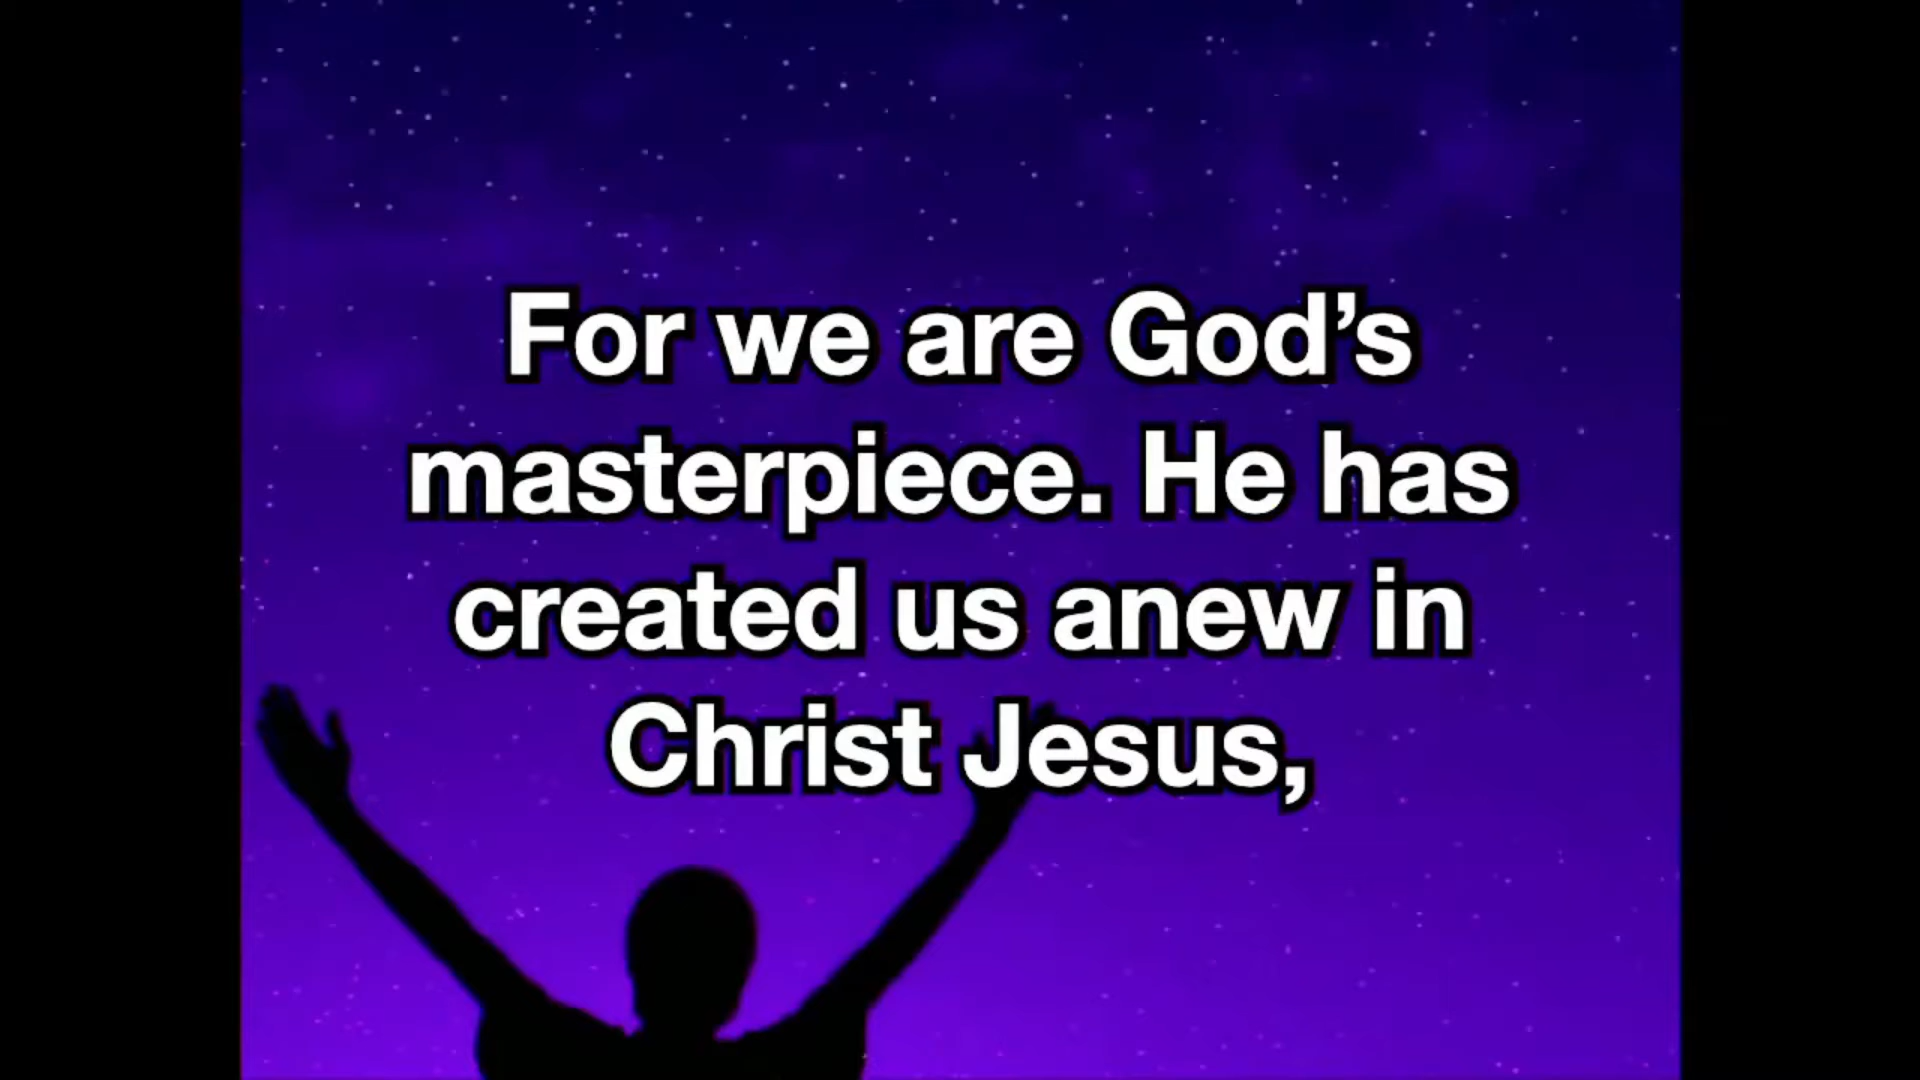 For we are God’s
masterpiece. He has
created us anew in
Christ Jesus,